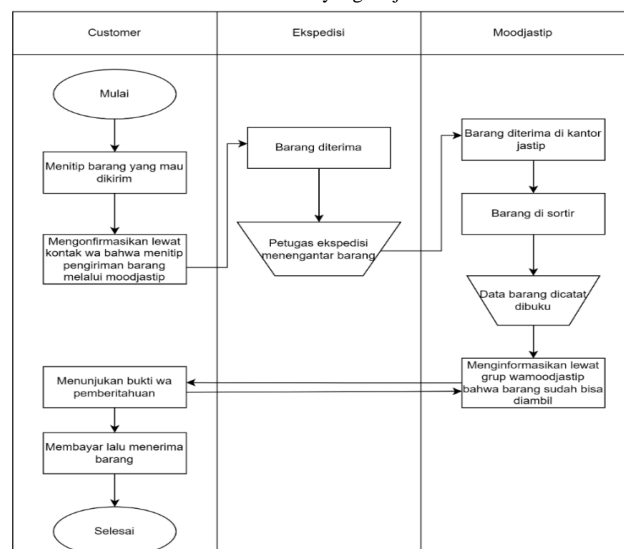 yang
Customer
Ekspedisi
Moodjastip
Mulai
Menitip barang yang mau
dikirim
Mengonfirmasikan lewat
kontak wa bahwa menitip
pengiriman barang
melalui moodjastip
Barang diterima
Petugas ekspedisi
menengantar barang
Barang diterima di kantor
jastip
Barang di sortir
Data barang dicatat
dibuku
Menginformasikan lewat
grup wamoodjastip
bahwa barang sudah bisa
diambil
Menunjukan bukti wa
pemberitahuan
Membayar lalu menerima
barang
Selesai